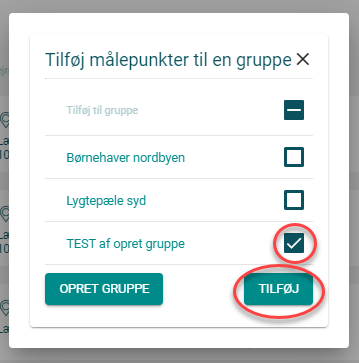 Tilføj målepunkter til en gruppe
Tilføj til gruppe
Børnehaver nordbyen
Lygtepæle syd
TEST af opret gruppe
OPRET GRUPPE
TILFØJ